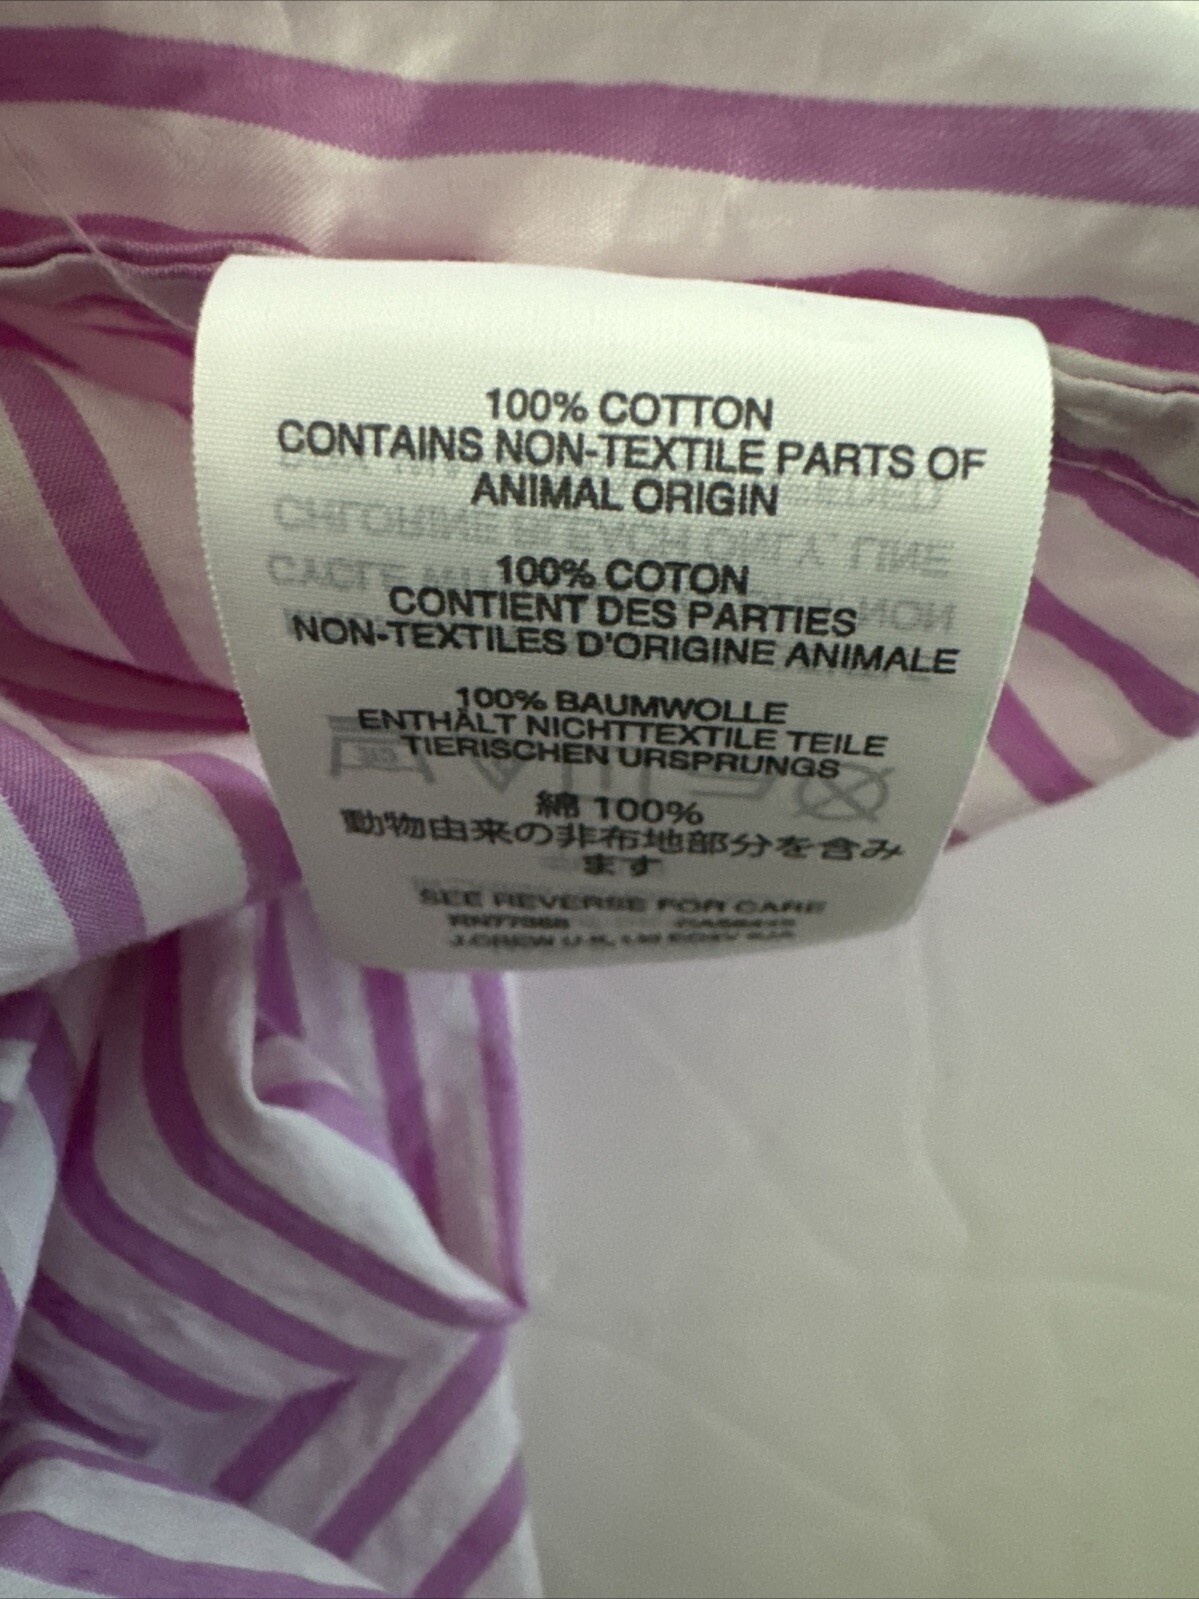 100% COTTON
CONTAINS NON-TEXTILE PARTS OF
ANIMAL ORIGIN
100% COTON
CONTIENT DES PARTIES
NON-TEXTILES D'ORIGINE ANIMALE
100% BAUMWOLLE
ENTHÄLT NICHTTEXTILE TEILE
TIERISCHEN URSPRUNGS
綿 100%
動物由来の非布地部分を含み
ます
SEE REVERSE FOR CARE
RN77388
J.CREW U.K.